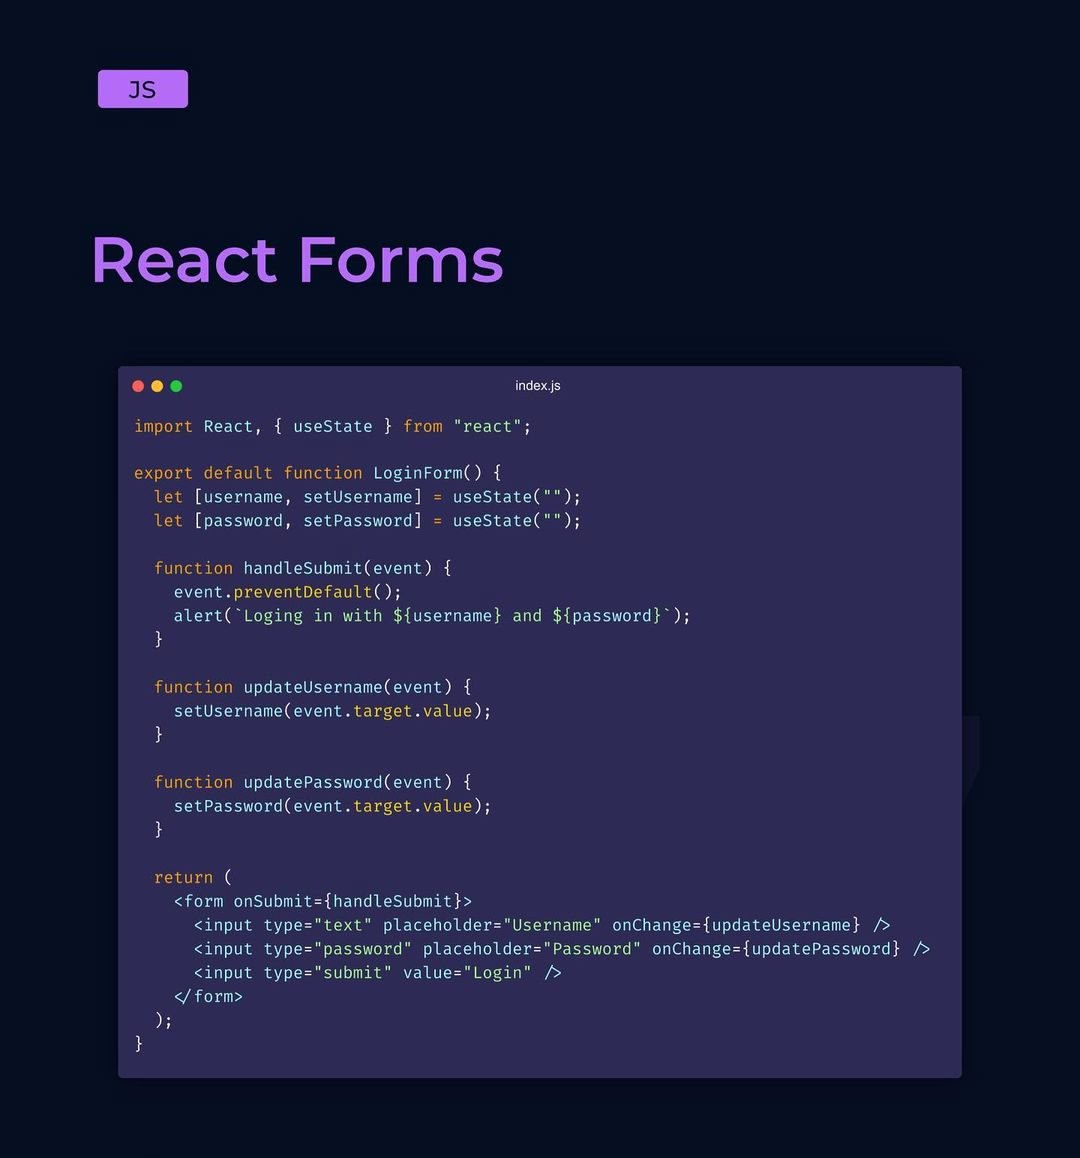 JS
React Forms
index.js
import React, { useState } from "react";
export default function LoginForm() {
  let [username, setUsername] = useState("");
  let [password, setPassword] = useState("");
  function handleSubmit(event) {
    event.preventDefault();
    alert(`Loging in with ${username} and ${password}`);
  }
  function updateUsername(event) {
    setUsername(event.target.value);
  }
  function updatePassword(event) {
    setPassword(event.target.value);
  }
  return (
    <form onSubmit={handleSubmit}>
      <input type="text" placeholder="Username" onChange={updateUsername} />
      <input type="password" placeholder="Password" onChange={updatePassword} />
      <input type="submit" value="Login" />
    </form>
  );
}